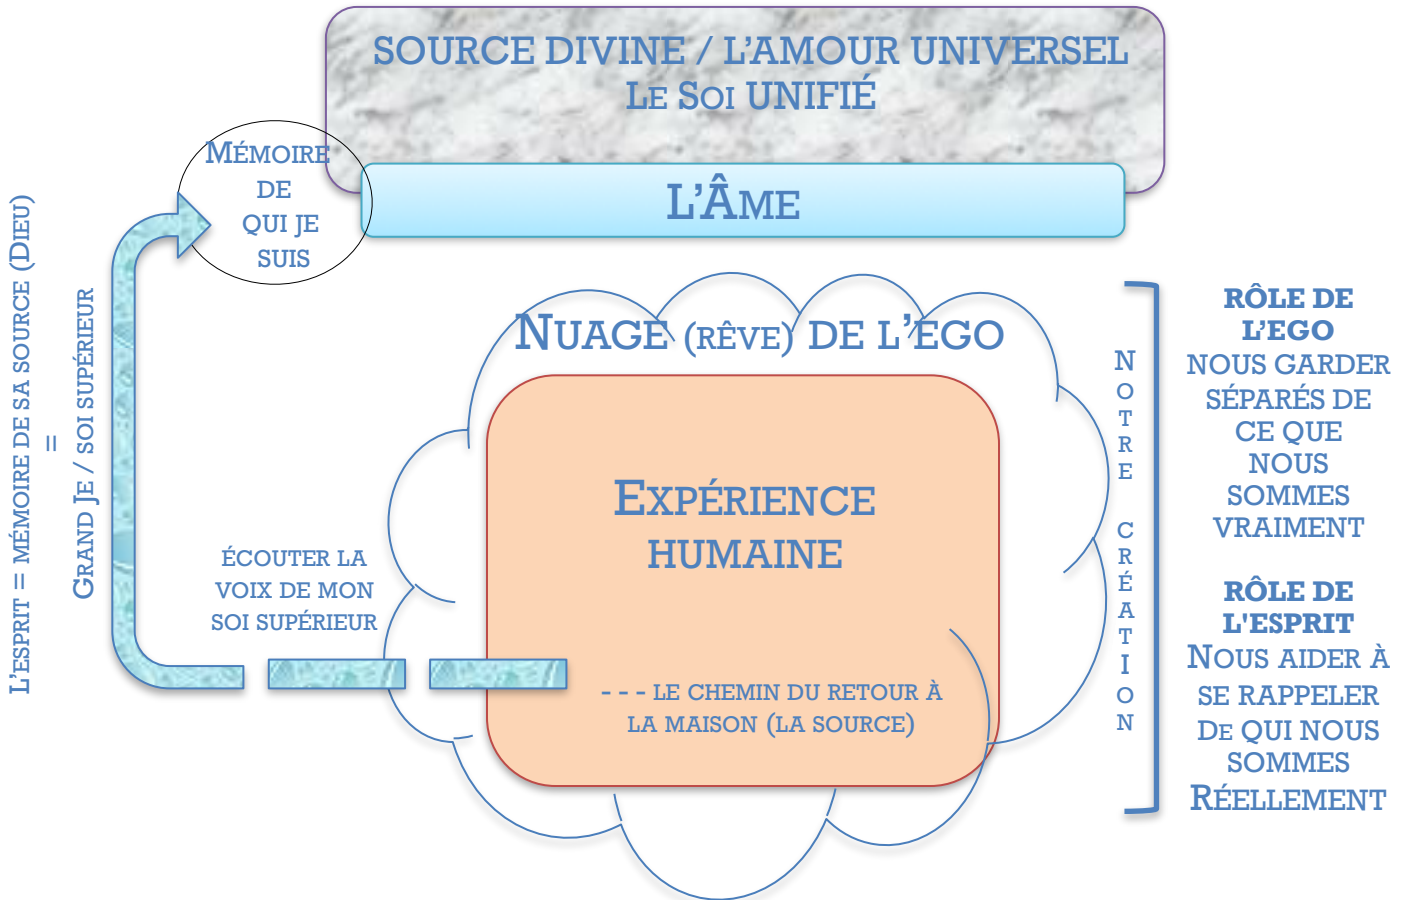 SOURCE DIVINE / L'AMOUR UNIVERSEL
LE SOI UNIFIÉ
MÉMOIRE
DE
QUI JE
SUIS
L'ÂME
L'ESPRIT = MÉMOIRE DE SA SOURCE (DIEU)
=
GRAND JE / SOI SUPÉRIEUR
NUAGE (RÊVE) DE L'EGO
EXPÉRIENCE
HUMAINE
ÉCOUTER LA
VOIX DE MON
SOI SUPÉRIEUR
- - - LE CHEMIN DU RETOUR À
LA MAISON (LA SOURCE)
NOTRE CRÉATION
RÔLE DE
L'EGO
NOUS GARDER
SÉPARÉS DE
CE QUE
NOUS
SOMMES
VRAIMENT
RÔLE DE
L'ESPRIT
NOUS AIDER À
SE RAPPELER
DE QUI NOUS
SOMMES
RÉELLEMENT